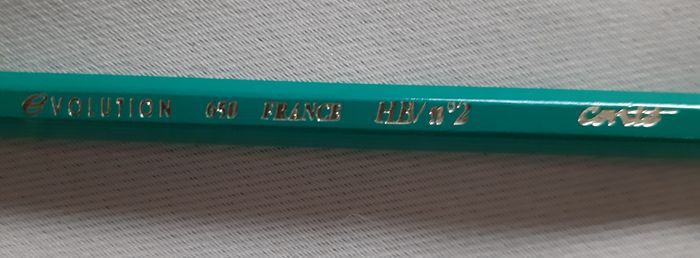 evolution 650 FRANCE HB/n°2 Conté